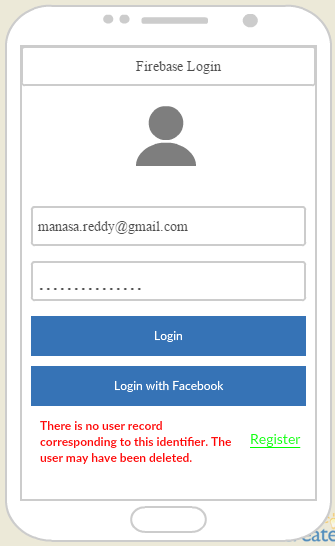 Firebase Login
manasa.reddy@gmail.com
...............
Login
Login with Facebook
There is no user record
corresponding to this identifier. The
user may have been deleted.
Register